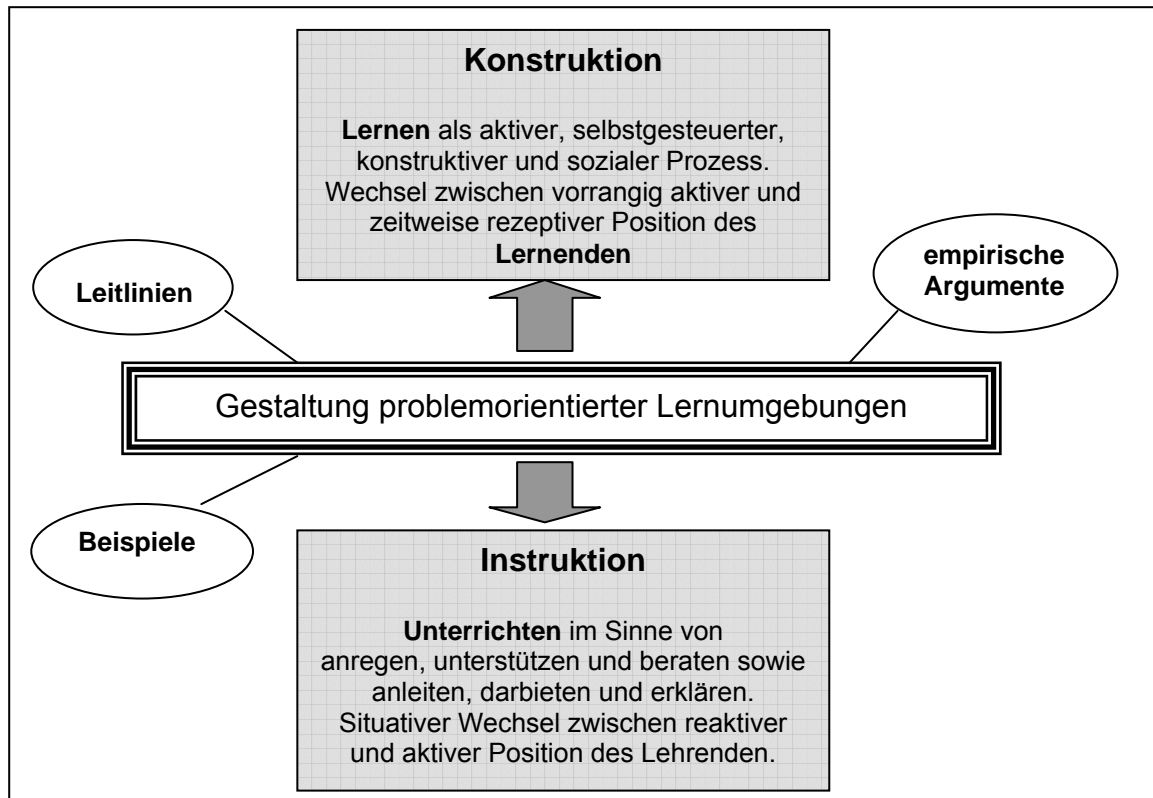 Konstruktion
Lernen als aktiver, selbstgesteuerter,
konstruktiver und sozialer Prozess.
Wechsel zwischen vorrangig aktiver und
zeitweise rezeptiver Position des
Lernenden
Leitlinien
empirische
Argumente
Gestaltung problemorientierter Lernumgebungen
Beispiele
Instruktion
Unterrichten im Sinne von
anregen, unterstützen und beraten sowie
anleiten, darbieten und erklären.
Situativer Wechsel zwischen reaktiver
und aktiver Position des Lehrenden.